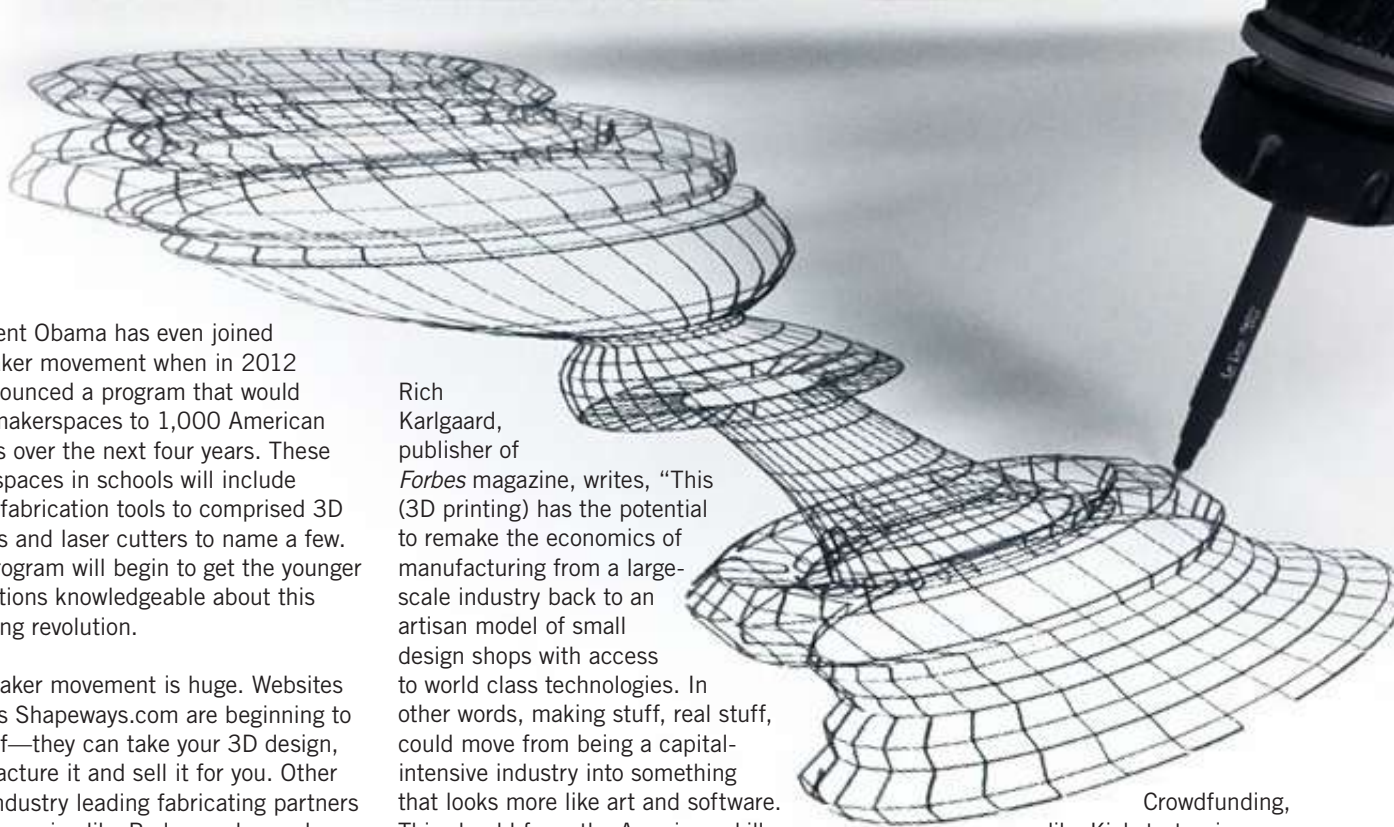 ent Obama has even joined
ker movement when in 2012
ounced a program that would
makerspaces to 1,000 American
s over the next four years. These
spaces in schools will include
fabrication tools to comprised 3D
s and laser cutters to name a few.
rogram will begin to get the younger
tions knowledgeable about this
ng revolution.
aker movement is huge. Websites
s Shapeways.com are beginning to
f—they can take your 3D design,
acture it and sell it for you. Other
ndustry leading fabricating partners
Rich
Karlgaard,
publisher of
Forbes magazine, writes, “This
(3D printing) has the potential
to remake the economics of
manufacturing from a large-
scale industry back to an
artisan model of small
design shops with access
to world class technologies. In
other words, making stuff, real stuff,
could move from being a capital-
intensive industry into something
that looks more like art and software.
Crowdfunding,